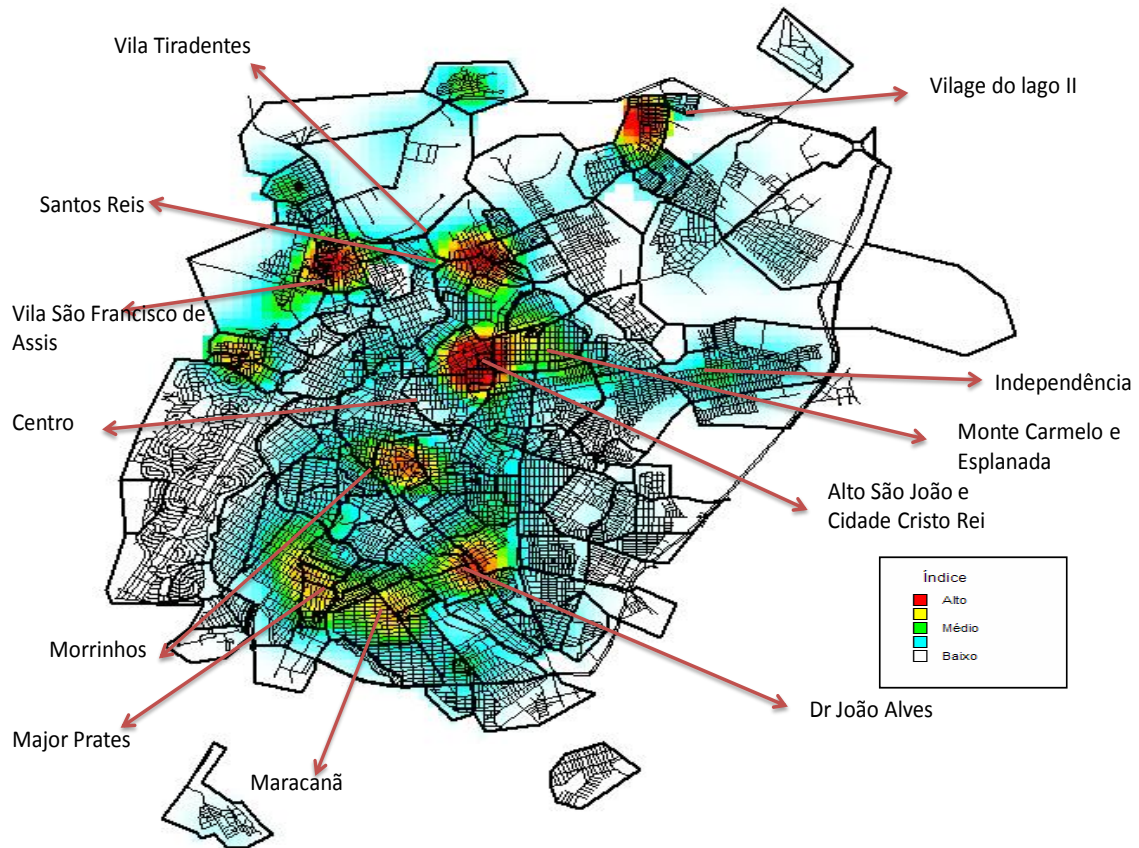 Vila Tiradentes
Vilage do lago II
Santos Reis
Vila São Francisco de
Assis
Independência
Centro
Monte Carmelo e
Esplanada
Alto São João e
Cidade Cristo Rei
Índice
Alto
Médio
Baixo
Morrinhos
Dr João Alves
Major Prates
Maracanã